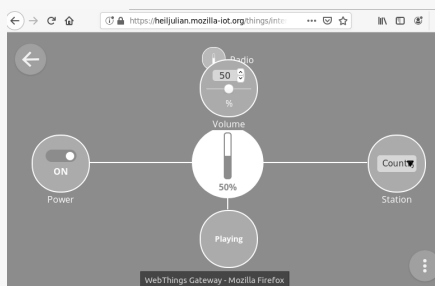 https://heiljulian.mozilla-iot.org/things/inte
Radio
50
%
Volume
ON
Power
50%
Count
Station
Playing
WebThings Gateway - Mozilla Firefox